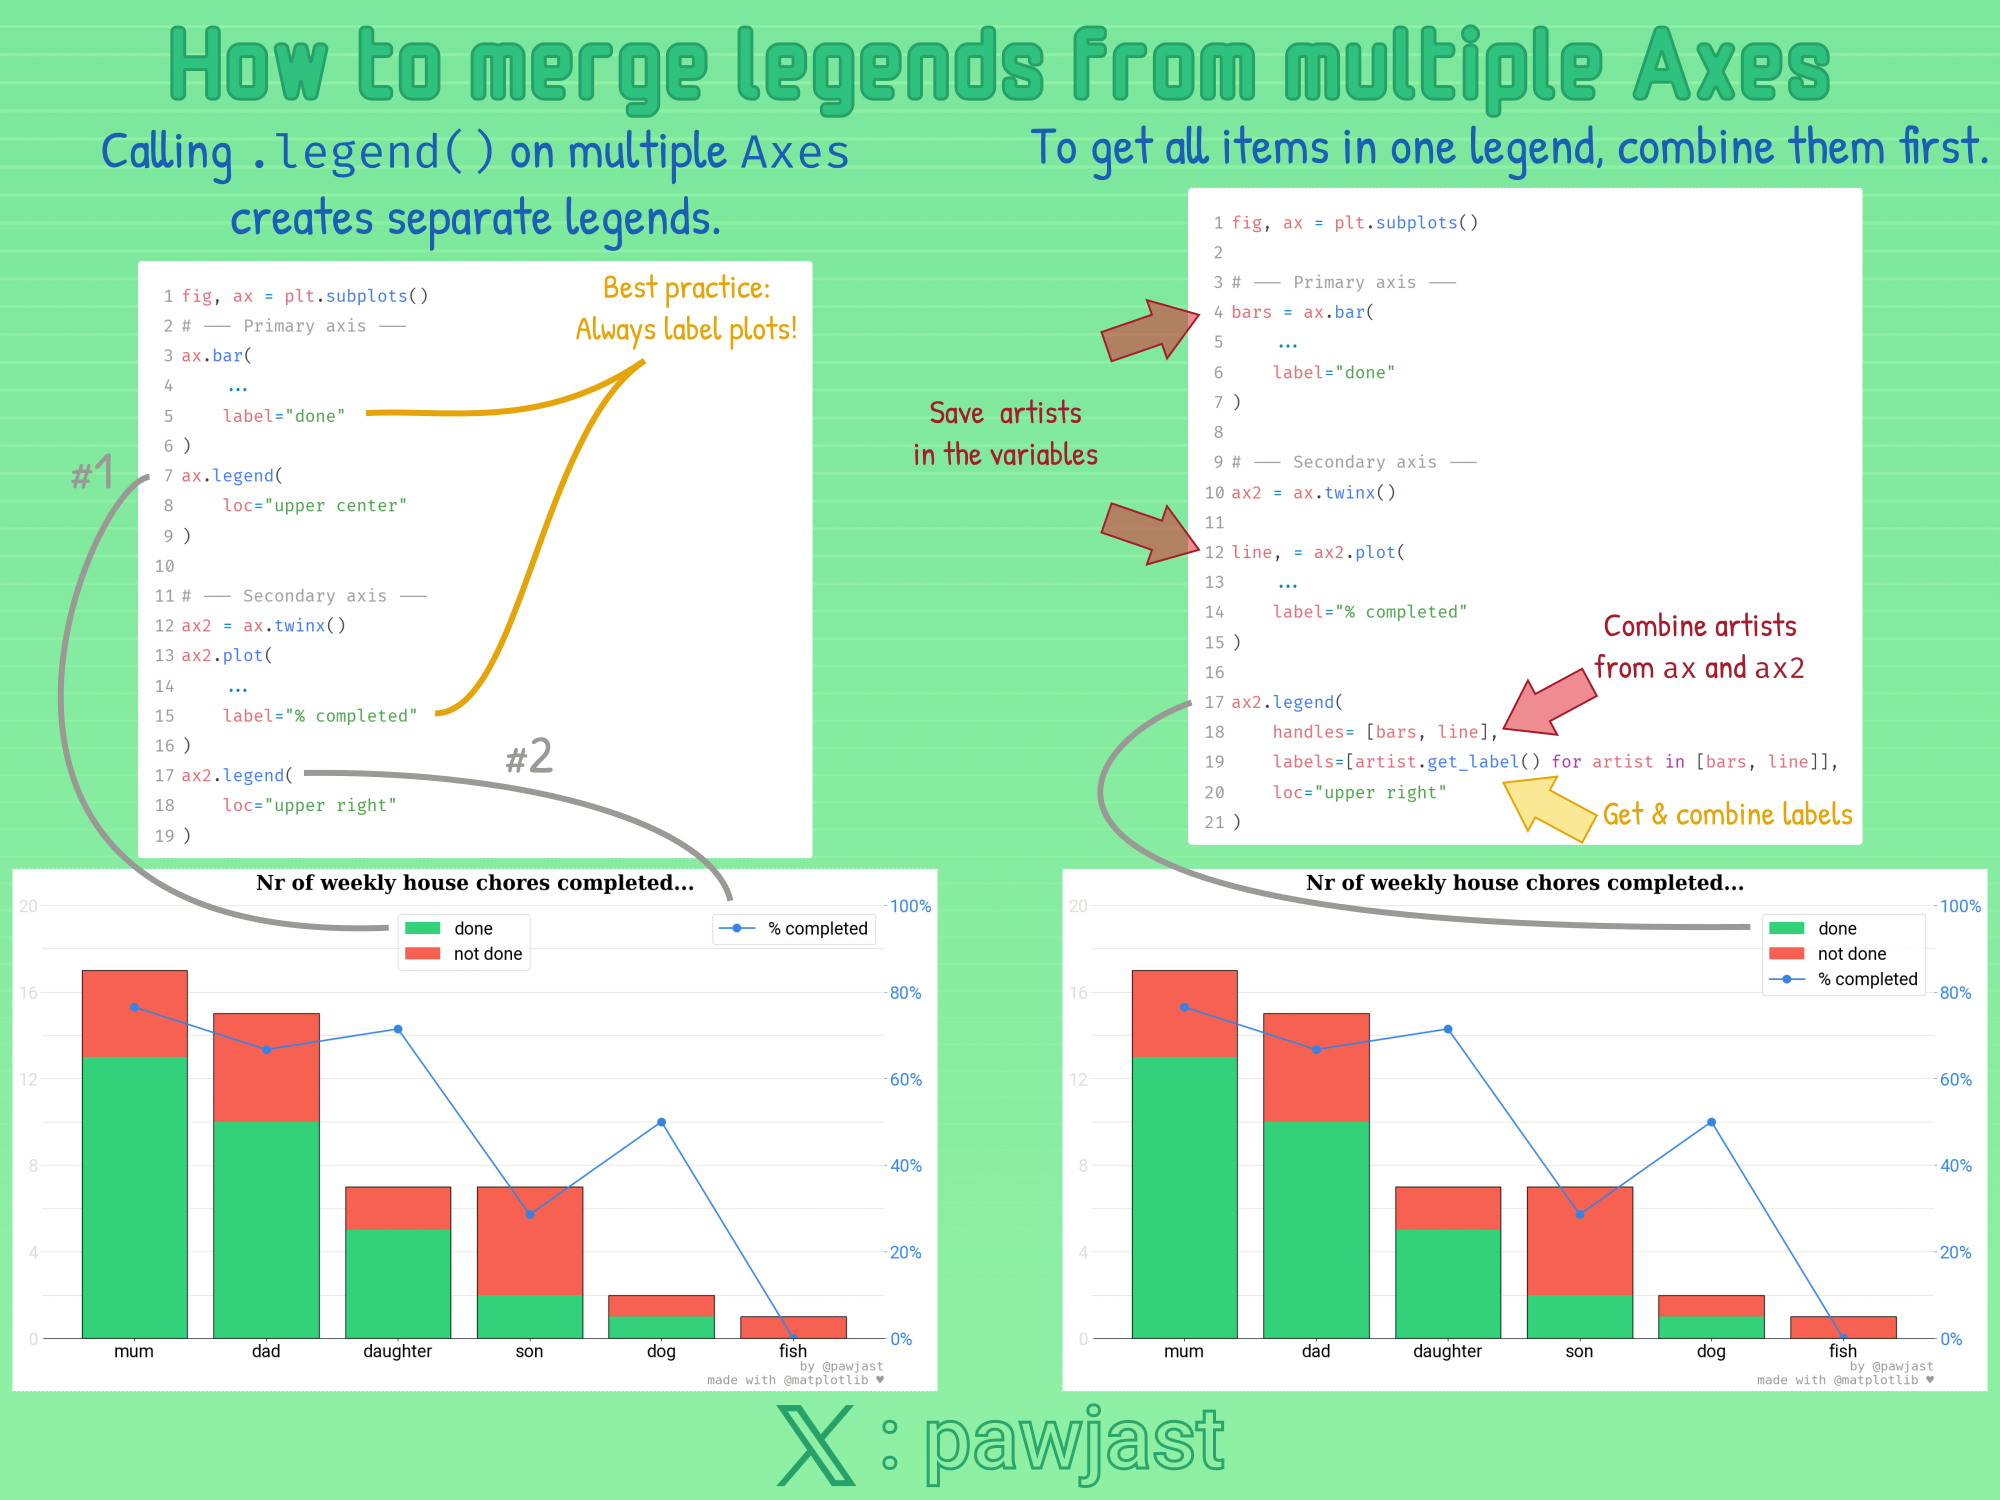 How to merge legends from multiple Axes
Calling .legend() on multiple Axes
creates separate legends.
1 fig, ax = plt.subplots()
2 # ─── Primary axis ───
3 ax.bar(
4 ...
5 label="done"
6 )
7 ax.legend(
8 loc="upper center"
9 )
10
11 # ─── Secondary axis ───
12 ax2 = ax.twinx()
13 ax2.plot(
14 ...
15 label="% completed"
16 )
17 ax2.legend(
18 loc="upper right"
19 )
Best practice:
Always label plots!
#1
#2
Nr of weekly house chores completed...
done
not done
% completed
20
16
12
8
4
0
100%
80%
60%
40%
20%
0%
mum dad daughter son dog fish
by @pawjast
made with @matplotlib ♥
To get all items in one legend, combine them first.
1 fig, ax = plt.subplots()
2
3 # ─── Primary axis ───
4 bars = ax.bar(
5 ...
6 label="done"
7 )
8
9 # ─── Secondary axis ───
10 ax2 = ax.twinx()
11
12 line, = ax2.plot(
13 ...
14 label="% completed"
15 )
16
17 ax2.legend(
18 handles= [bars, line],
19 labels=[artist.get_label() for artist in [bars, line]],
20 loc="upper right"
21 )
Save artists
in the variables
Combine artists
from ax and ax2
Get & combine labels
Nr of weekly house chores completed...
done
not done
% completed
20
16
12
8
4
0
100%
80%
60%
40%
20%
0%
mum dad daughter son dog fish
by @pawjast
made with @matplotlib ♥
X : pawjast